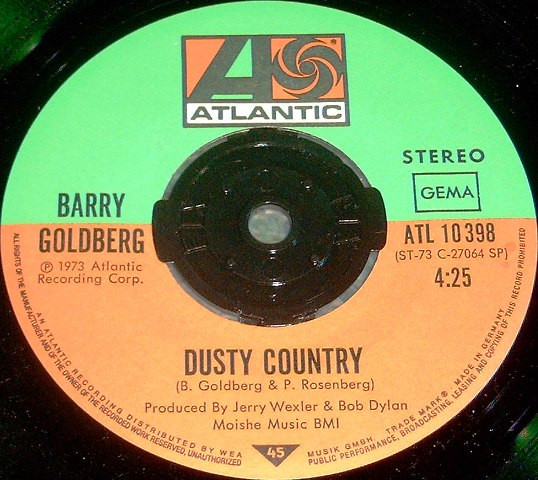 ATLANTIC
STEREO
GEMA
BARRY
GOLDBERG
℗ 1973 Atlantic
Recording Corp.
ATL 10 398
(ST-73 C-27064 SP)
4:25
DUSTY COUNTRY
(B. Goldberg & P. Rosenberg)
Produced By Jerry Wexler & Bob Dylan
Moishe Music BMI
45
ALL RIGHTS OF THE MANUFACTURER AND OF THE OWNER OF THE RECORDED WORK RESERVED, UNAUTHORIZED
PUBLIC PERFORMANCE, BROADCASTING, LEASING AND COPYING OF THIS RECORD PROHIBITED
AN ATLANTIC RECORDING DISTRIBUTED BY WEA
MUSIK GMBH. TRADE MARK® MADE IN GERMANY